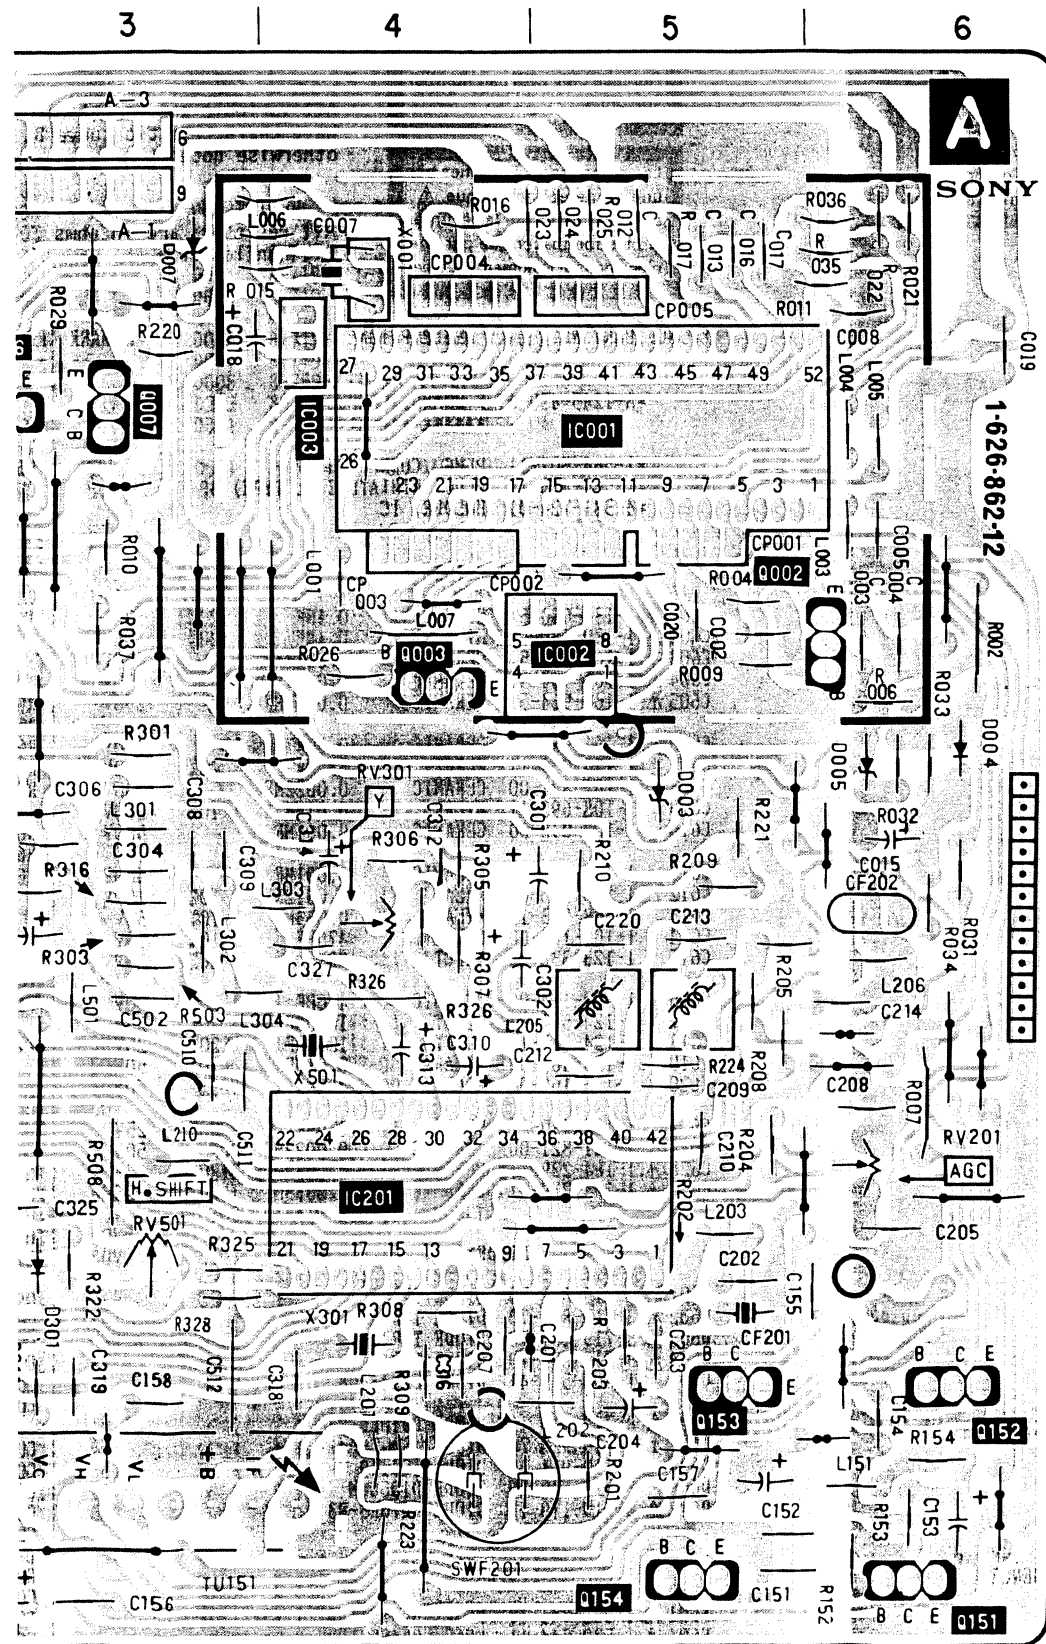 3 4 5 6
A-3
A
6
SONY
9
A-1
D007
L006
C007
X001
R016
CP004
023
024
R025
012
C
R
017
C
013
C
016
C017
R036
R
035
R
022
R021
R
015
R029
R220
+
C018
CP005
R011
C008
C019
E
E
C
B
Q007
IC003
27 29 31 33 35 37 39 41 43 45 47 49 52
L004
L005
IC001
1-626-862-12
26 23 21 19 17 15 13 11 9 7 5 3 1
R010
L001
CP
003
CP002
CP001
L003
R004
Q002
C005
003
C
004
C
R037
L007
5 8
4 1
IC002
C020
C002
E
B
R002
R026
B
Q003
E
R009
R
006
R033
R301
RV301
Y
D003
D005
D004
C306
L301
C308
C304
C314
+
R306
C312
R305
C301
+
R210
R209
R221
R032
C015
CF202
R316
C309
L303
+
R303
L302
C327
R307
+
C302
C220
C213
R205
R031
R034
L501
C502
R503
L304
R326
R326
L205
L206
C214
C510
X501
+
C313
C310
+
C212
R224
C209
R208
C208
R007
L210
C511
22 24 26 28 30 32 34 36 38 40 42
C210
R204
RV201
AGC
R508
H. SHIFT
IC201
R202
C325
RV501
L203
C205
R325
21 19 17 15 13 9 7 5 3 1
C202
C155
D301
R322
R328
X301
R308
C207
C201
203
C203
CF201
C319
C158
C512
C318
L201
R309
C316
+
B C
E
Q153
B C E
C154
Q152
VC
VH
VL
+B
IF
202
C204
R201
C157
+
C152
L151
R154
R153
C153
+
R223
SWF201
TU151
+
C156
B C E
Q154
C151
R152
B C E
Q151